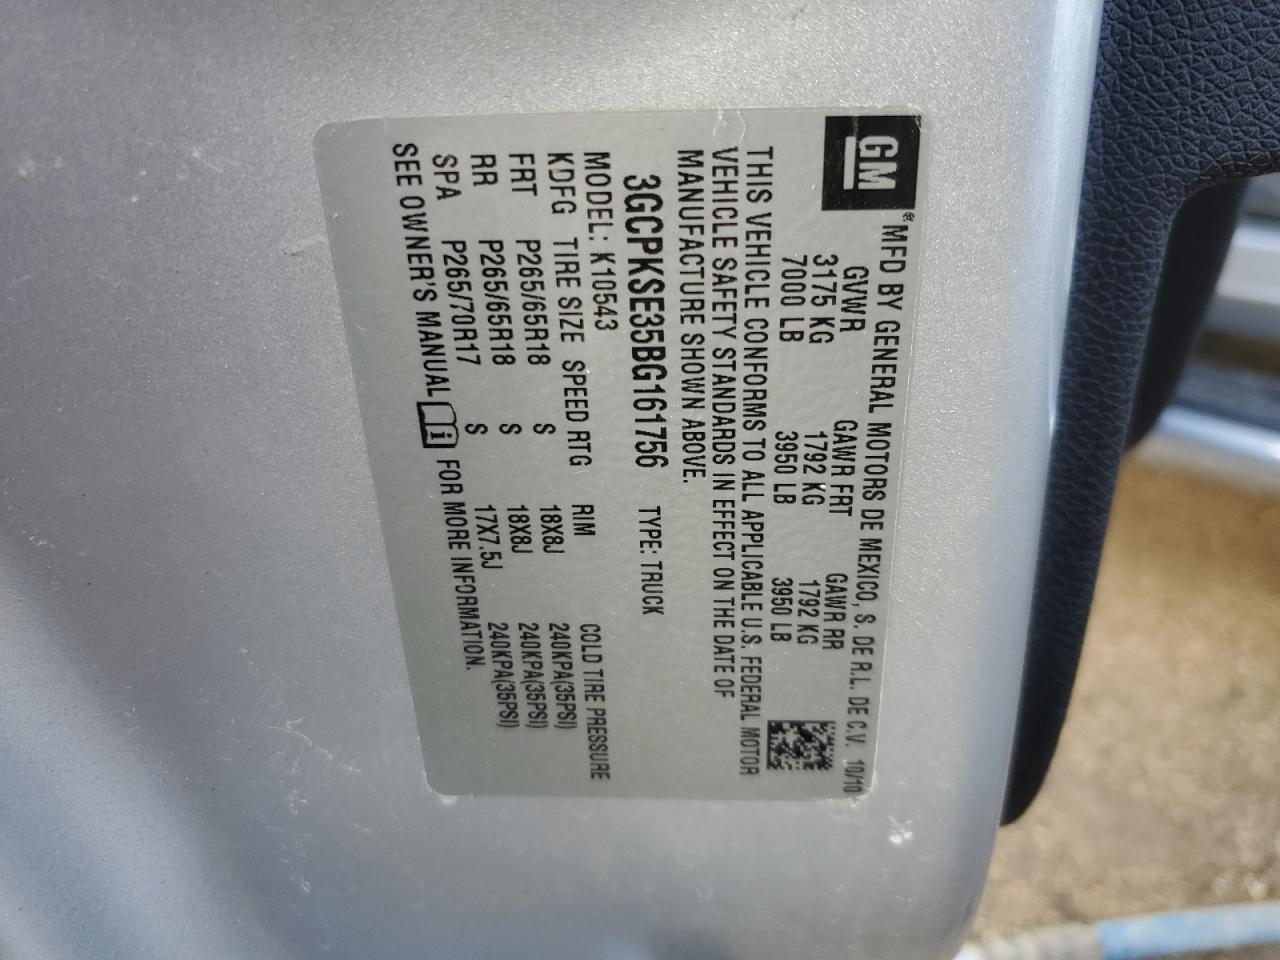 GM® MFD BY GENERAL MOTORS DE MEXICO, S. DE R.L. DE C.V. 10/10
GVWR GAWR FRT GAWR RR
3175 KG 1792 KG 1792 KG
7000 LB 3950 LB 3950 LB
THIS VEHICLE CONFORMS TO ALL APPLICABLE U.S. FEDERAL MOTOR
VEHICLE SAFETY STANDARDS IN EFFECT ON THE DATE OF
MANUFACTURE SHOWN ABOVE.
3GCPKSE35BG161756 TYPE: TRUCK
MODEL: K10543
KDFG TIRE SIZE SPEED RTG RIM COLD TIRE PRESSURE
FRT P265/65R18 S 18X8J 240KPA(35PSI)
RR P265/65R18 S 18X8J 240KPA(35PSI)
SPA P265/70R17 S 17X7.5J 240KPA(35PSI)
SEE OWNER'S MANUAL FOR MORE INFORMATION.